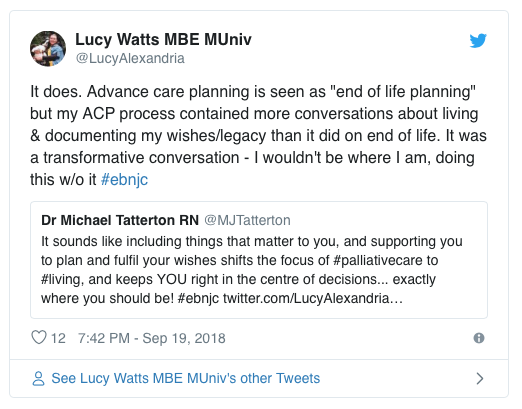 Lucy Watts MBE MUniv
@LucyAlexandria
It does. Advance care planning is seen as "end of life planning"
but my ACP process contained more conversations about living
& documenting my wishes/legacy than it did on end of life. It was
a transformative conversation - I wouldn't be where I am, doing
this w/o it #ebnjc
Dr Michael Tatterton RN @MJTatterton
It sounds like including things that matter to you, and supporting you
to plan and fulfil your wishes shifts the focus of #palliativecare to
#living, and keeps YOU right in the centre of decisions... exactly
where you should be! #ebnjc twitter.com/LucyAlexandria…
12 7:42 PM - Sep 19, 2018
See Lucy Watts MBE MUniv's other Tweets